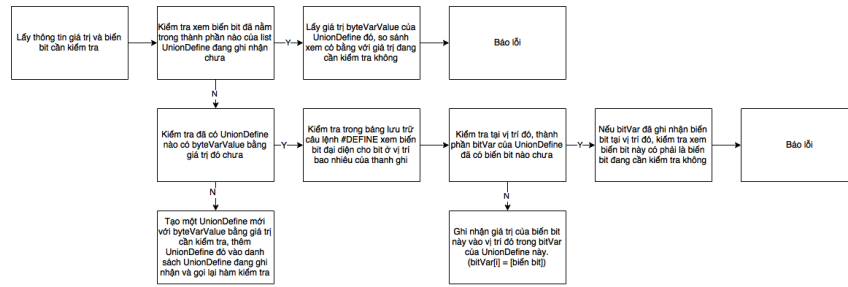 Lấy thông tin giá trị và biến
bit cần kiểm tra
Kiểm tra xem biến bit đã nằm
trong thành phần nào của list
UnionDefine đang ghi nhận
chưa
Y
Lấy giá trị byteVarValue của
UnionDefine đó, so sánh
xem có bằng với giá trị đang
cần kiểm tra không
Báo lỗi
N
Kiểm tra đã có UnionDefine
nào có byteVarValue bằng
giá trị đó chưa
Y
Kiểm tra trong bảng lưu trữ
câu lệnh #DEFINE xem biến
bit đại diện cho bit ở vị trí
bao nhiêu của thanh ghi
Kiểm tra tại vị trí đó, thành
phần bitVar của UnionDefine
đã có biến bit nào chưa
Y
Nếu bitVar đã ghi nhận biến
bit tại vị trí đó, kiểm tra xem
biến bit này có phải là biến
bit đang cần kiểm tra không
Báo lỗi
N
N
Tạo một UnionDefine mới
với byteVarValue bằng giá trị
cần kiểm tra, thêm
UnionDefine đó vào danh
sách UnionDefine đang ghi
nhận và gọi lại hàm kiểm tra
Ghi nhận giá trị của biến bit
này vào vị trí đó trong bitVar
của UnionDefine này.
(bitVar[i] = [biến bit])